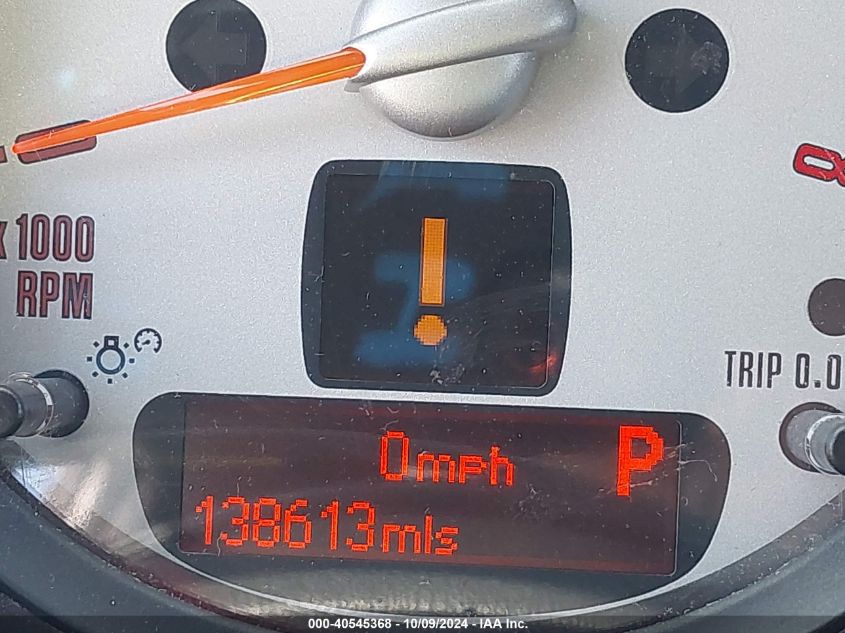 x 1000
RPM
!
TRIP 0.0
0mph P
138613mls
000-40545368 - 10/09/2024 - IAA Inc.